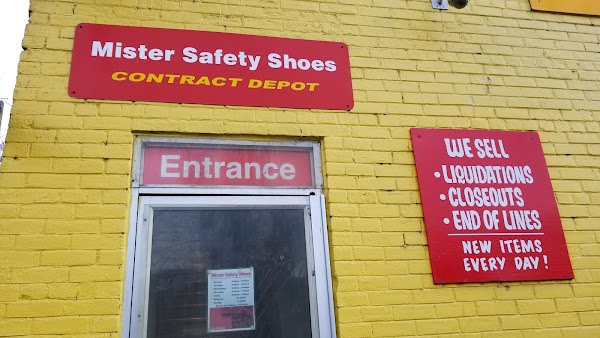 Mister Safety Shoes
CONTRACT DEPOT
Entrance
WE SELL
• LIQUIDATIONS
• CLOSEOUTS
• END OF LINES
NEW ITEMS
EVERY DAY!
Mister Safety Shoes